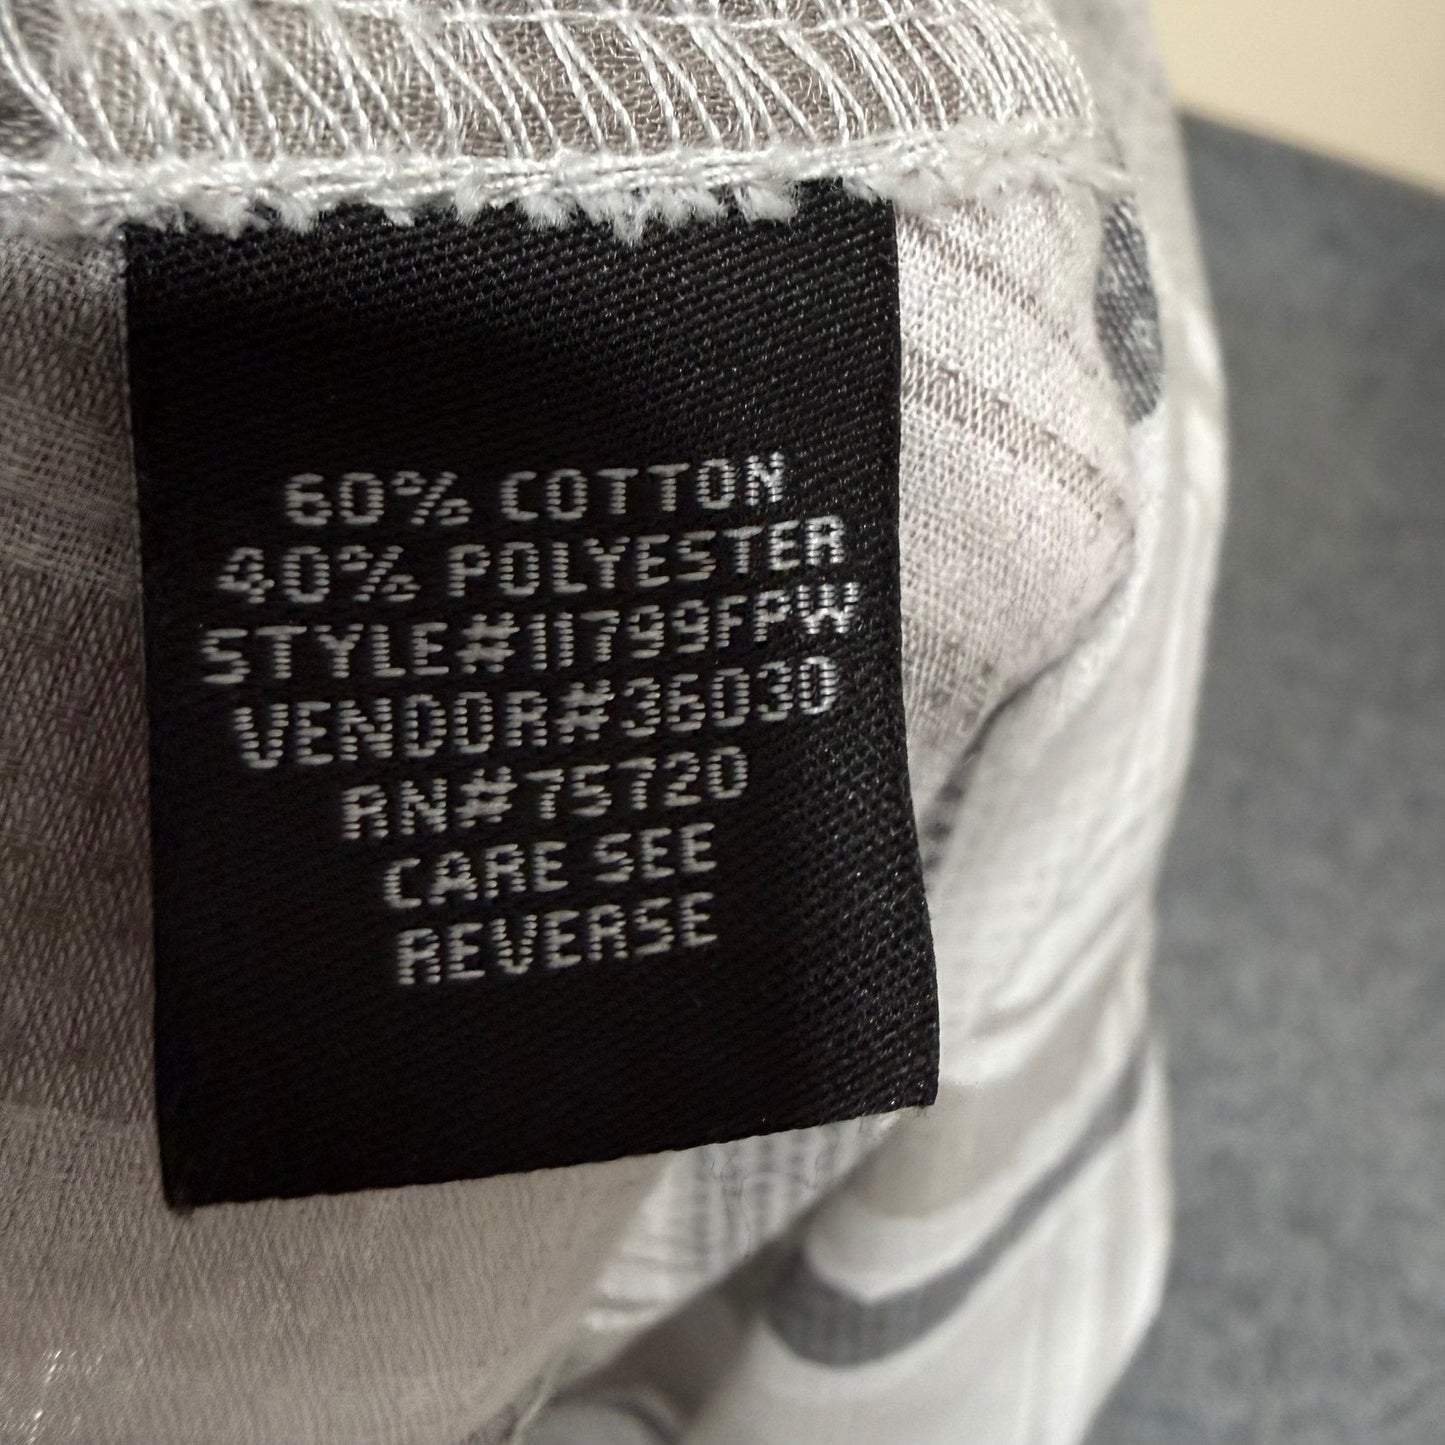 60% COTTON
40% POLYESTER
STYLE#11799FPW
VENDOR#36030
RN#75720
CARE SEE
REVERSE